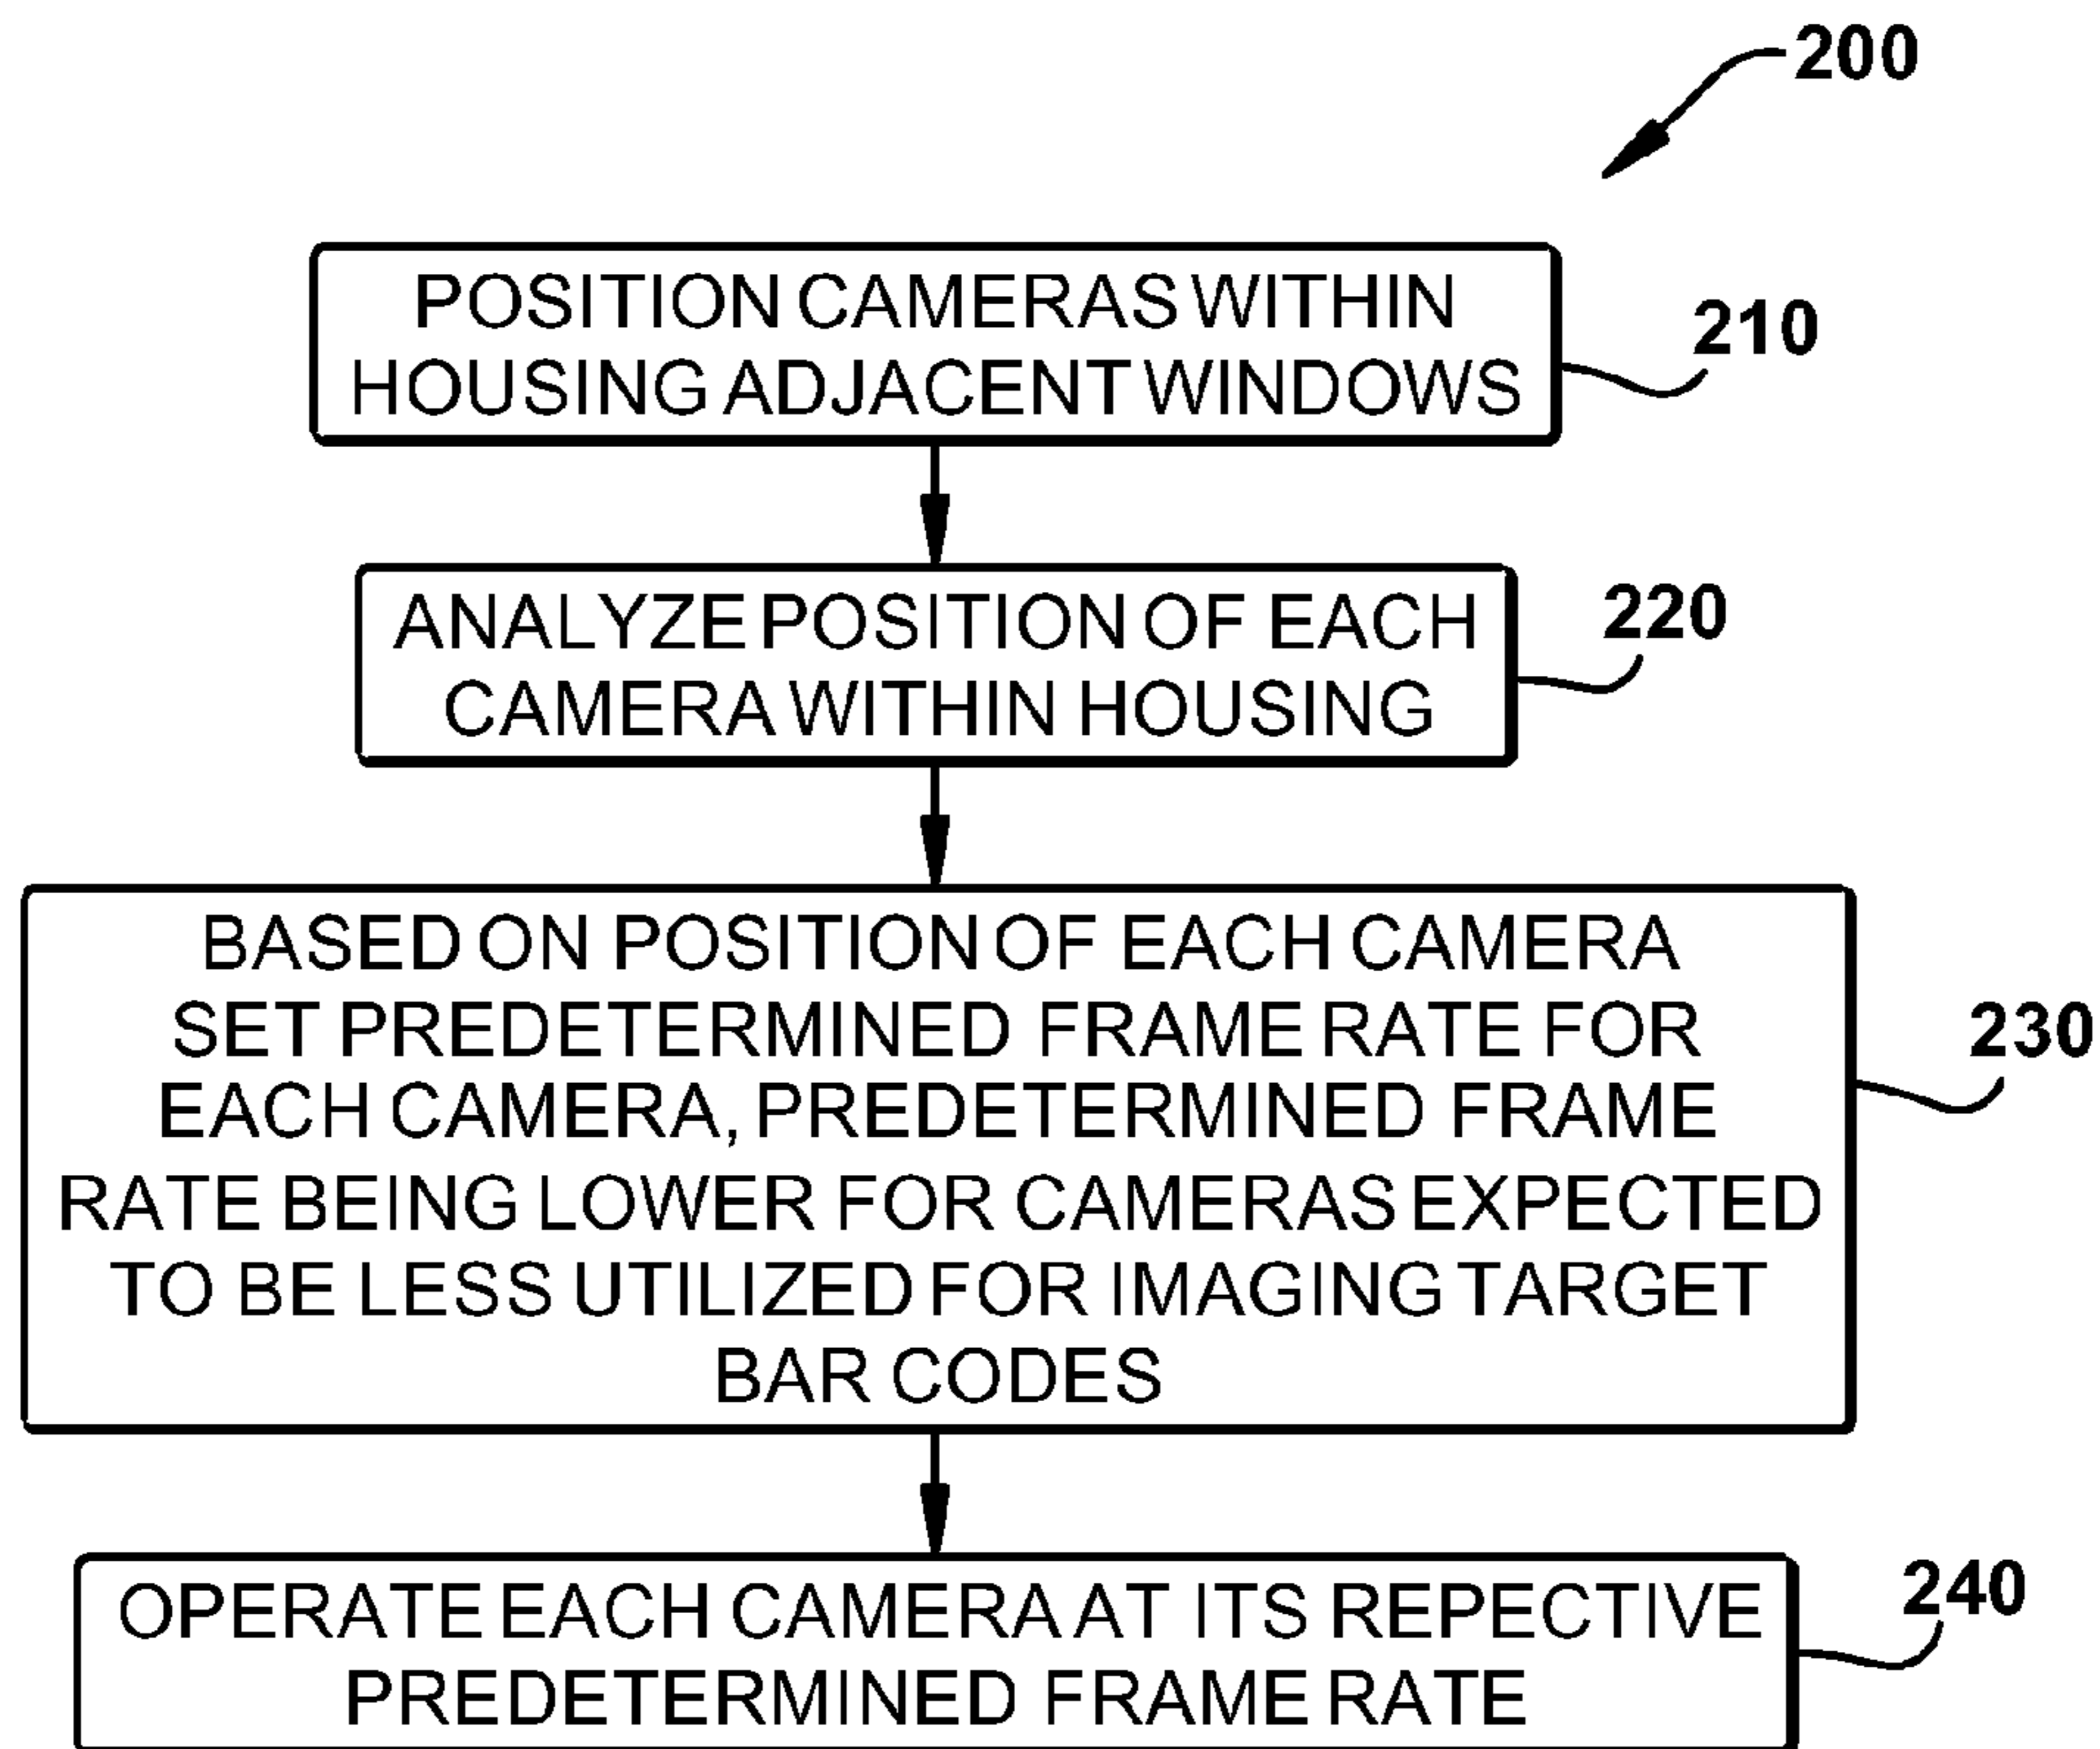 200
POSITION CAMERAS WITHIN
HOUSING ADJACENT WINDOWS
210
ANALYZE POSITION OF EACH
CAMERA WITHIN HOUSING
220
BASED ON POSITION OF EACH CAMERA
SET PREDETERMINED FRAME RATE FOR
EACH CAMERA, PREDETERMINED FRAME
RATE BEING LOWER FOR CAMERAS EXPECTED
TO BE LESS UTILIZED FOR IMAGING TARGET
BAR CODES
230
OPERATE EACH CAMERA AT ITS REPECTIVE
PREDETERMINED FRAME RATE
240